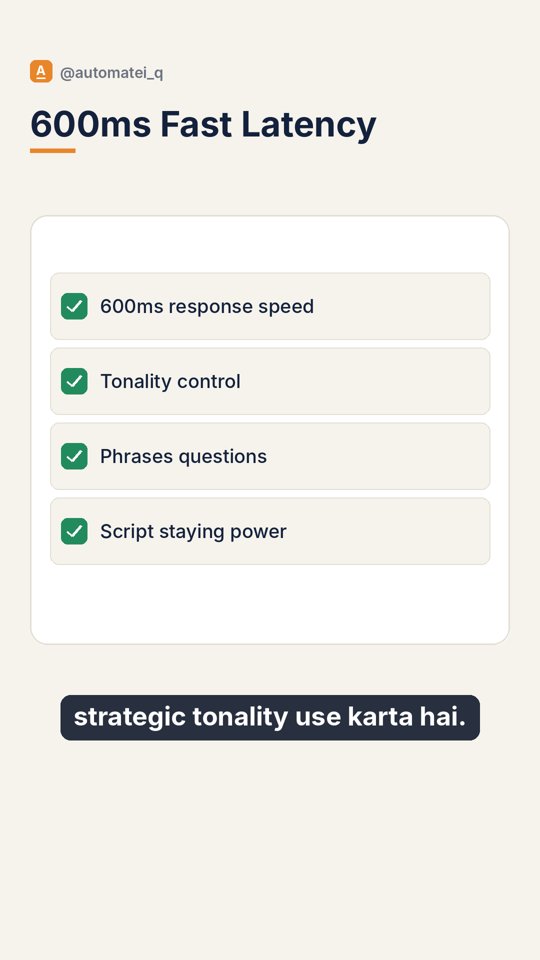 A
@automatei_q
600ms Fast Latency
600ms response speed
Tonality control
Phrases questions
Script staying power
strategic tonality use karta hai.